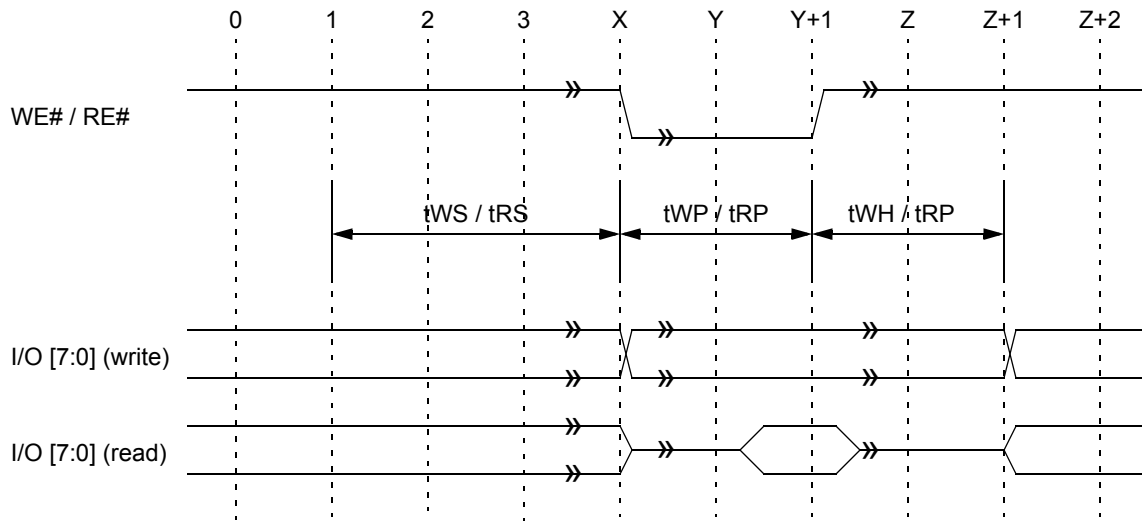 0 1 2 3 X Y Y+1 Z Z+1 Z+2
WE# / RE#
tWS / tRS tWP / tRP tWH / tRP
I/O [7:0] (write)
I/O [7:0] (read)